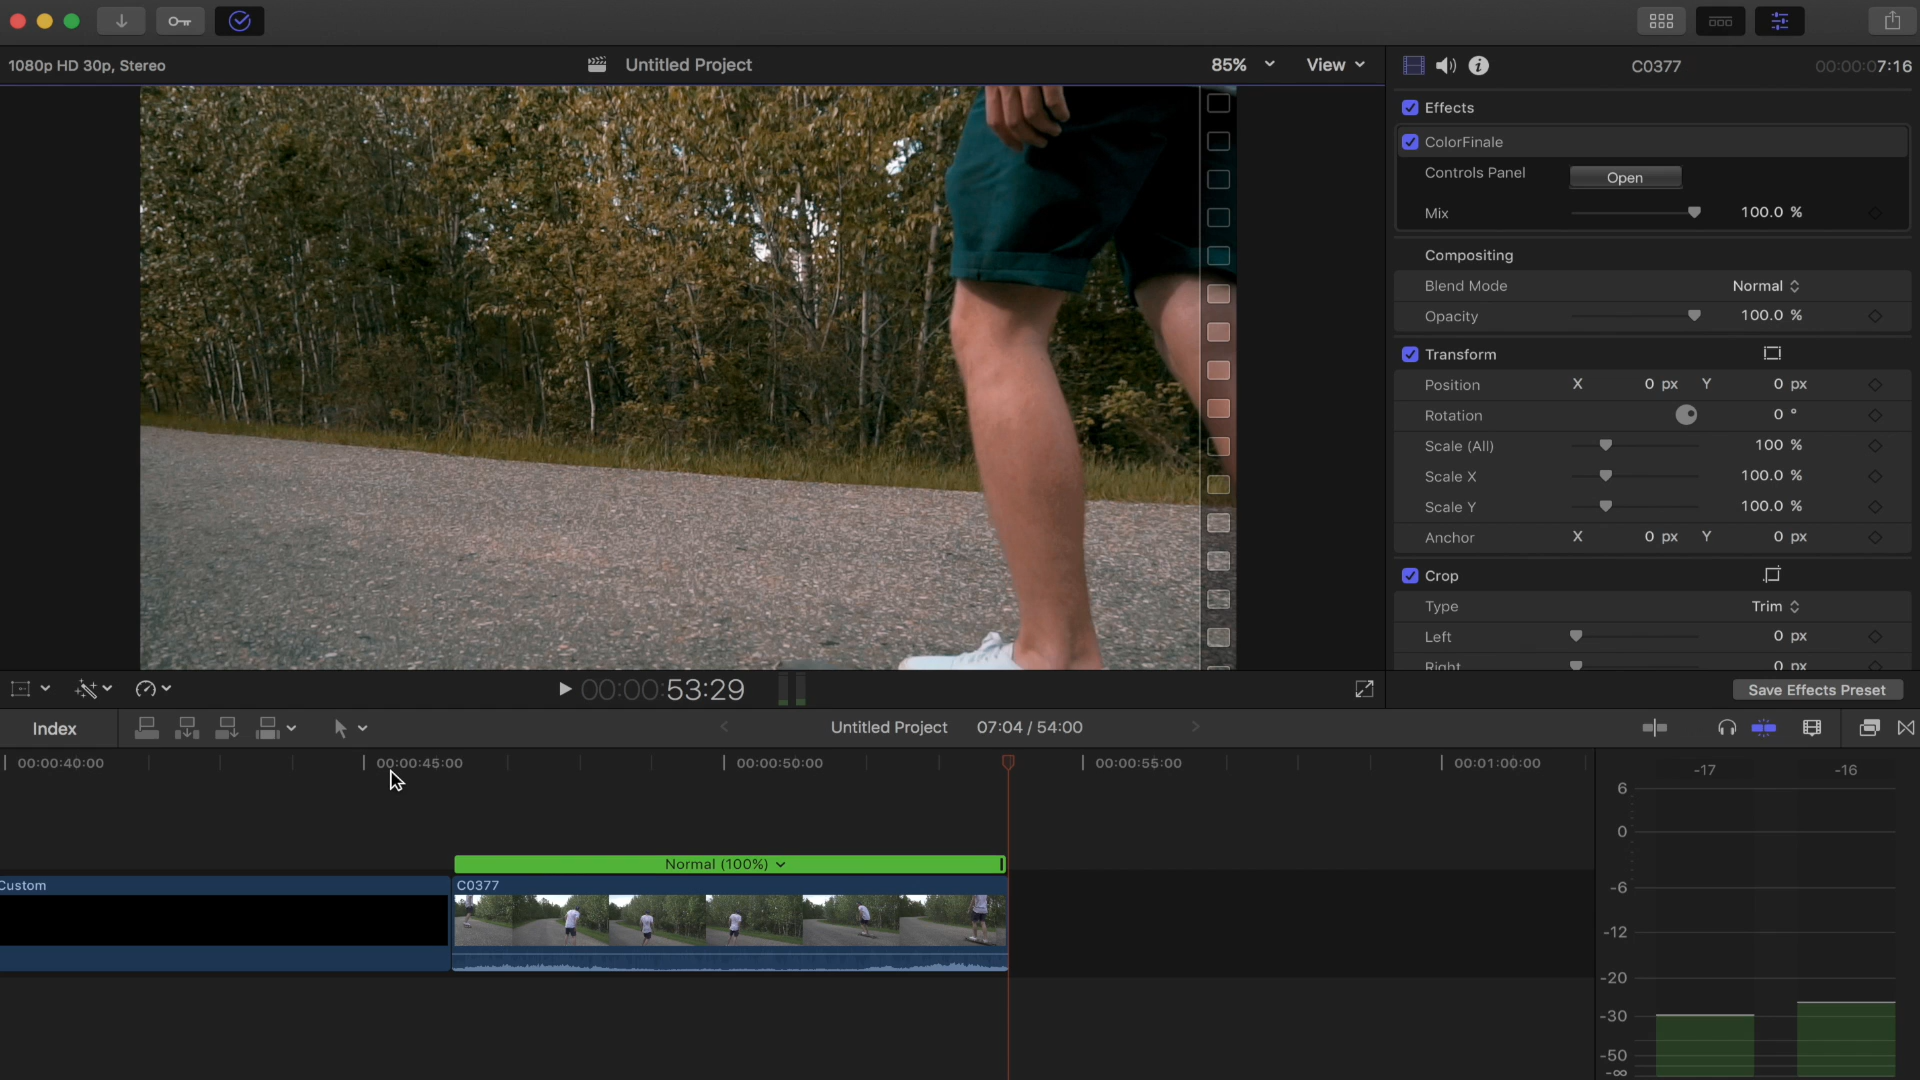 1080p HD 30p, Stereo
Untitled Project
85%
View
C0377
00:00:07:16
Effects
ColorFinale
Controls Panel
Open
Mix
100.0 %
Compositing
Blend Mode
Normal
Opacity
100.0 %
Transform
Position X 0 px Y 0 px
Rotation 0 °
Scale (All) 100 %
Scale X 100.0 %
Scale Y 100.0 %
Anchor X 0 px Y 0 px
Crop
Type Trim
Left 0 px
Right 0 px
00:00:53:29
Save Effects Preset
Index
Untitled Project 07:04 / 54:00
00:00:40:00
00:00:45:00
00:00:50:00
00:00:55:00
00:01:00:00
-17 -16
6
0
-6
-12
-20
-30
-50
-∞
Normal (100%)
Custom
C0377